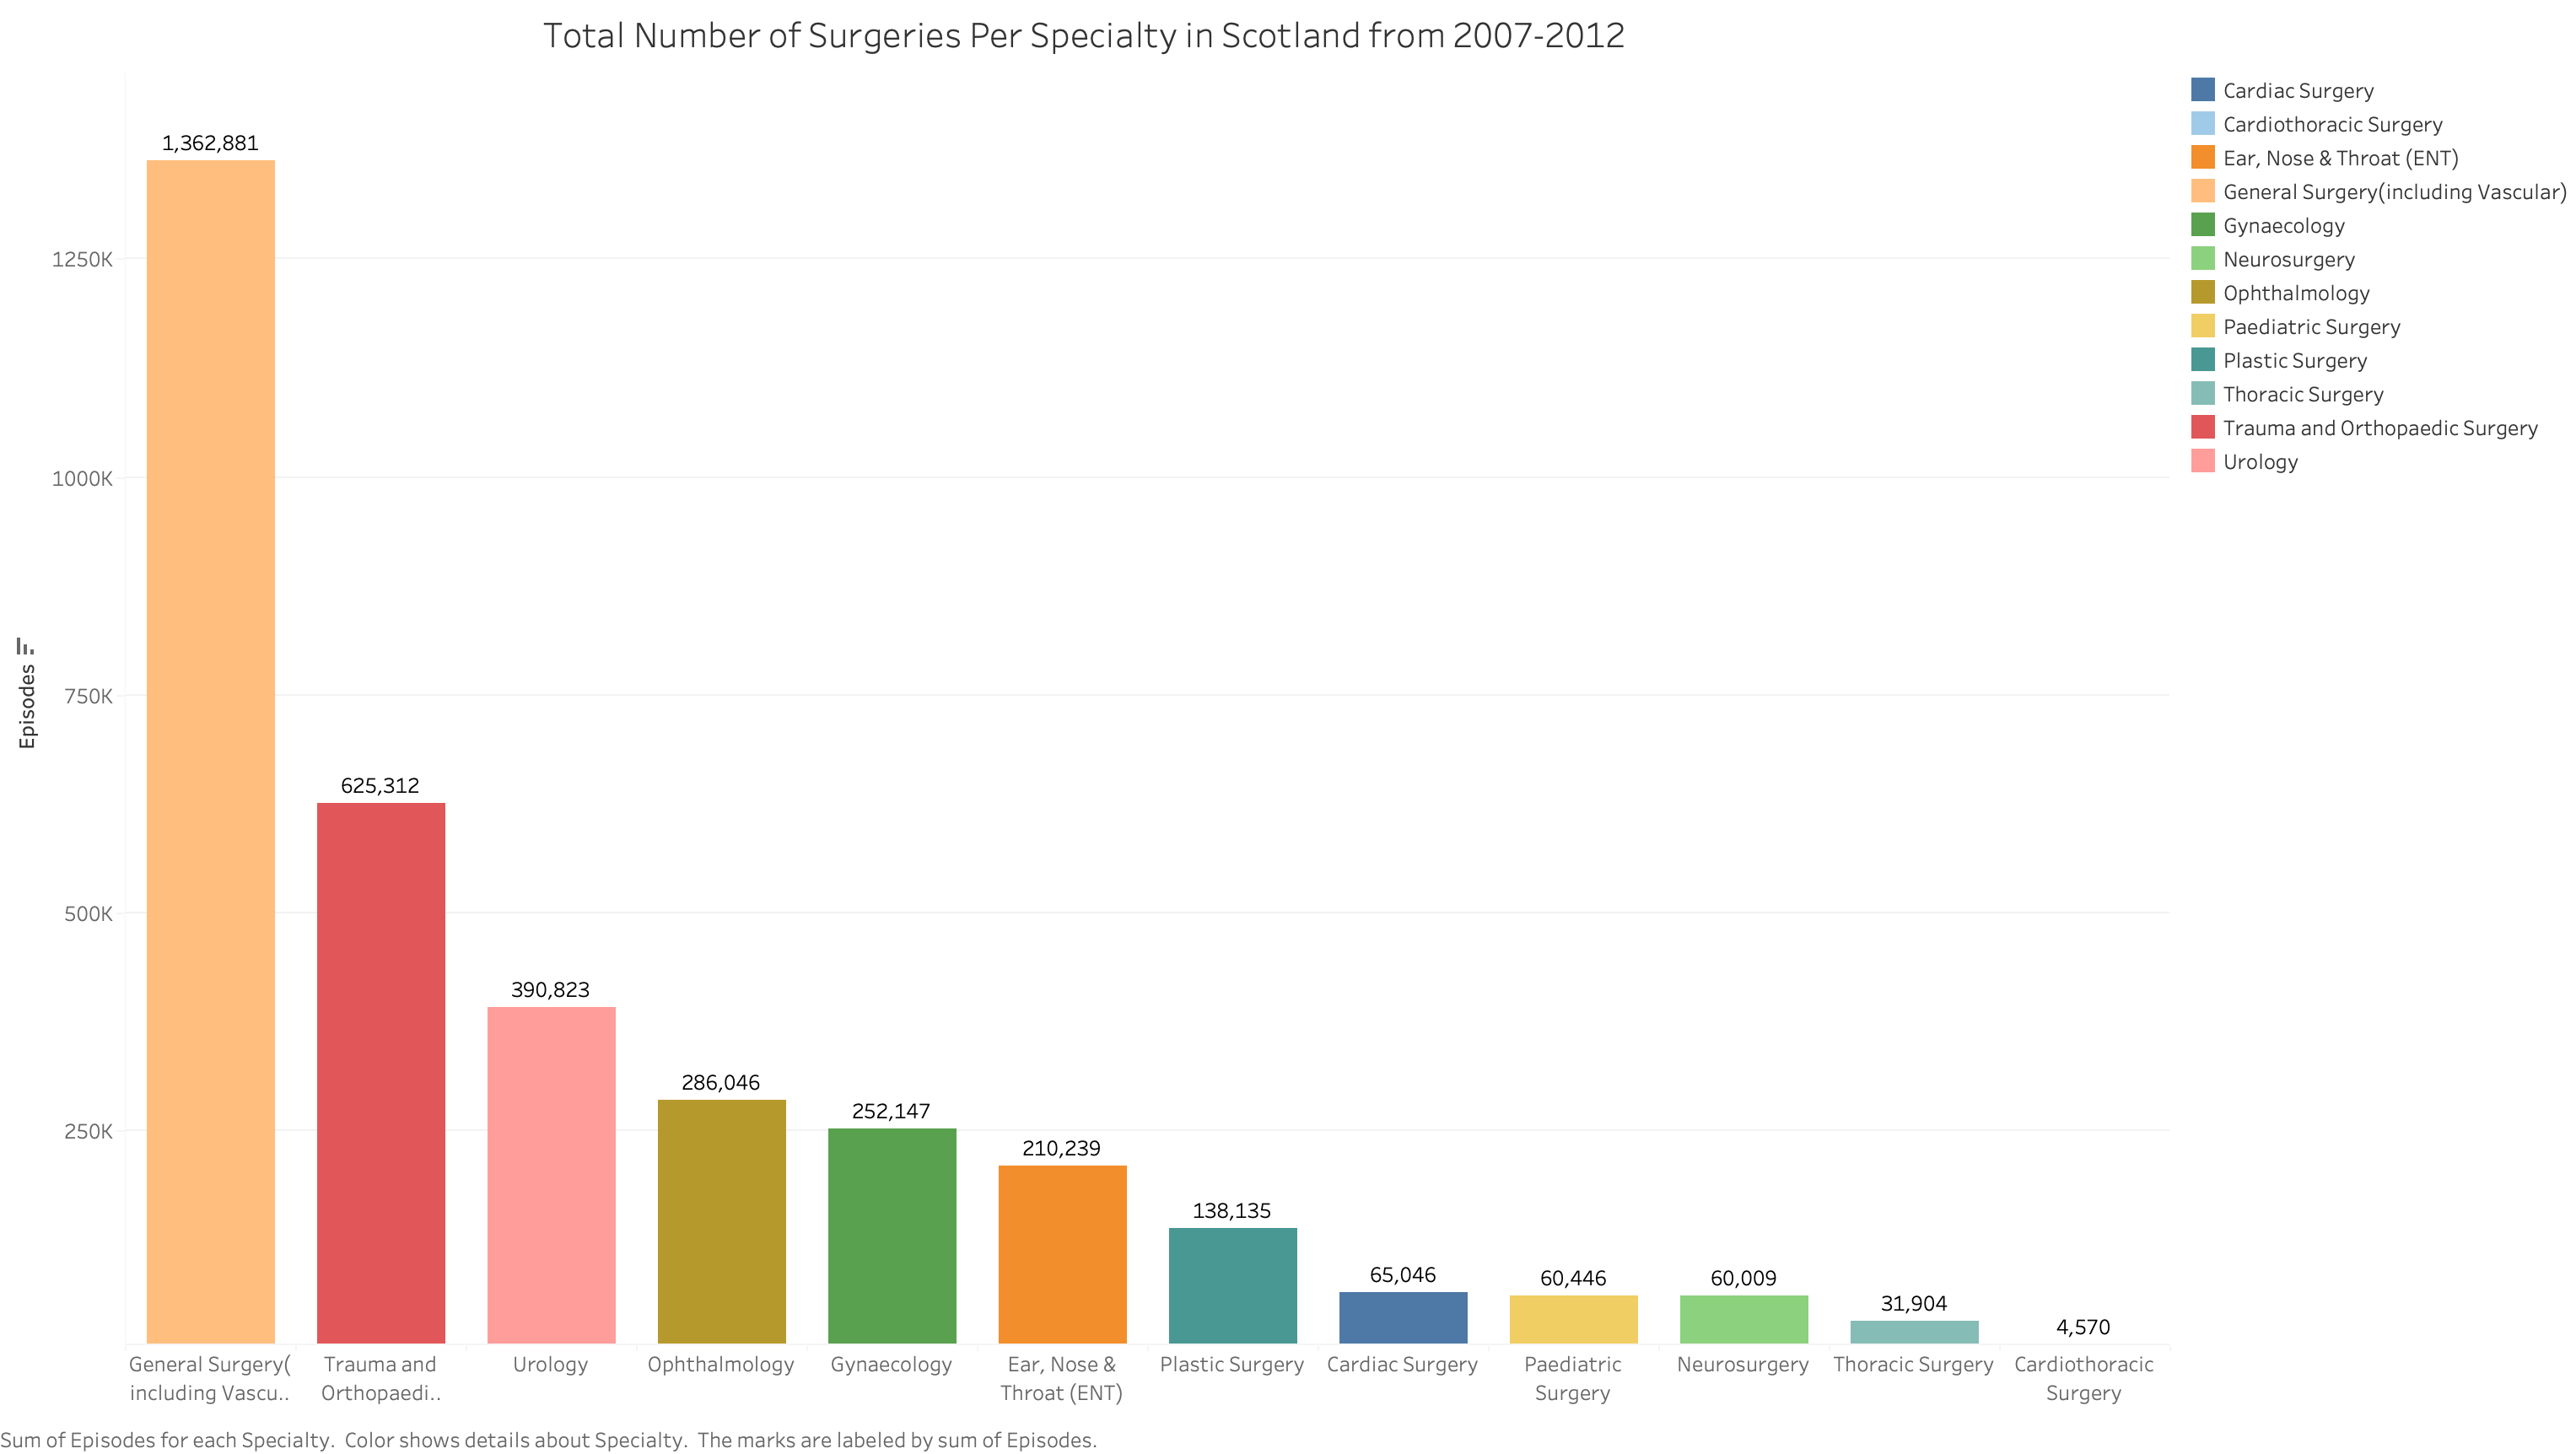 Total Number of Surgeries Per Specialty in Scotland from 2007-2012
Cardiac Surgery
Cardiothoracic Surgery
Ear, Nose & Throat (ENT)
General Surgery(including Vascular)
Gynaecology
Neurosurgery
Ophthalmology
Paediatric Surgery
Plastic Surgery
Thoracic Surgery
Trauma and Orthopaedic Surgery
Urology
Episodes
1250K
1000K
750K
500K
250K
1,362,881
625,312
390,823
286,046
252,147
210,239
138,135
65,046
60,446
60,009
31,904
4,570
General Surgery(
including Vascu..
Trauma and
Orthopaedi..
Urology
Ophthalmology
Gynaecology
Ear, Nose &
Throat (ENT)
Plastic Surgery
Cardiac Surgery
Paediatric
Surgery
Neurosurgery
Thoracic Surgery
Cardiothoracic
Surgery
Sum of Episodes for each Specialty.  Color shows details about Specialty.  The marks are labeled by sum of Episodes.